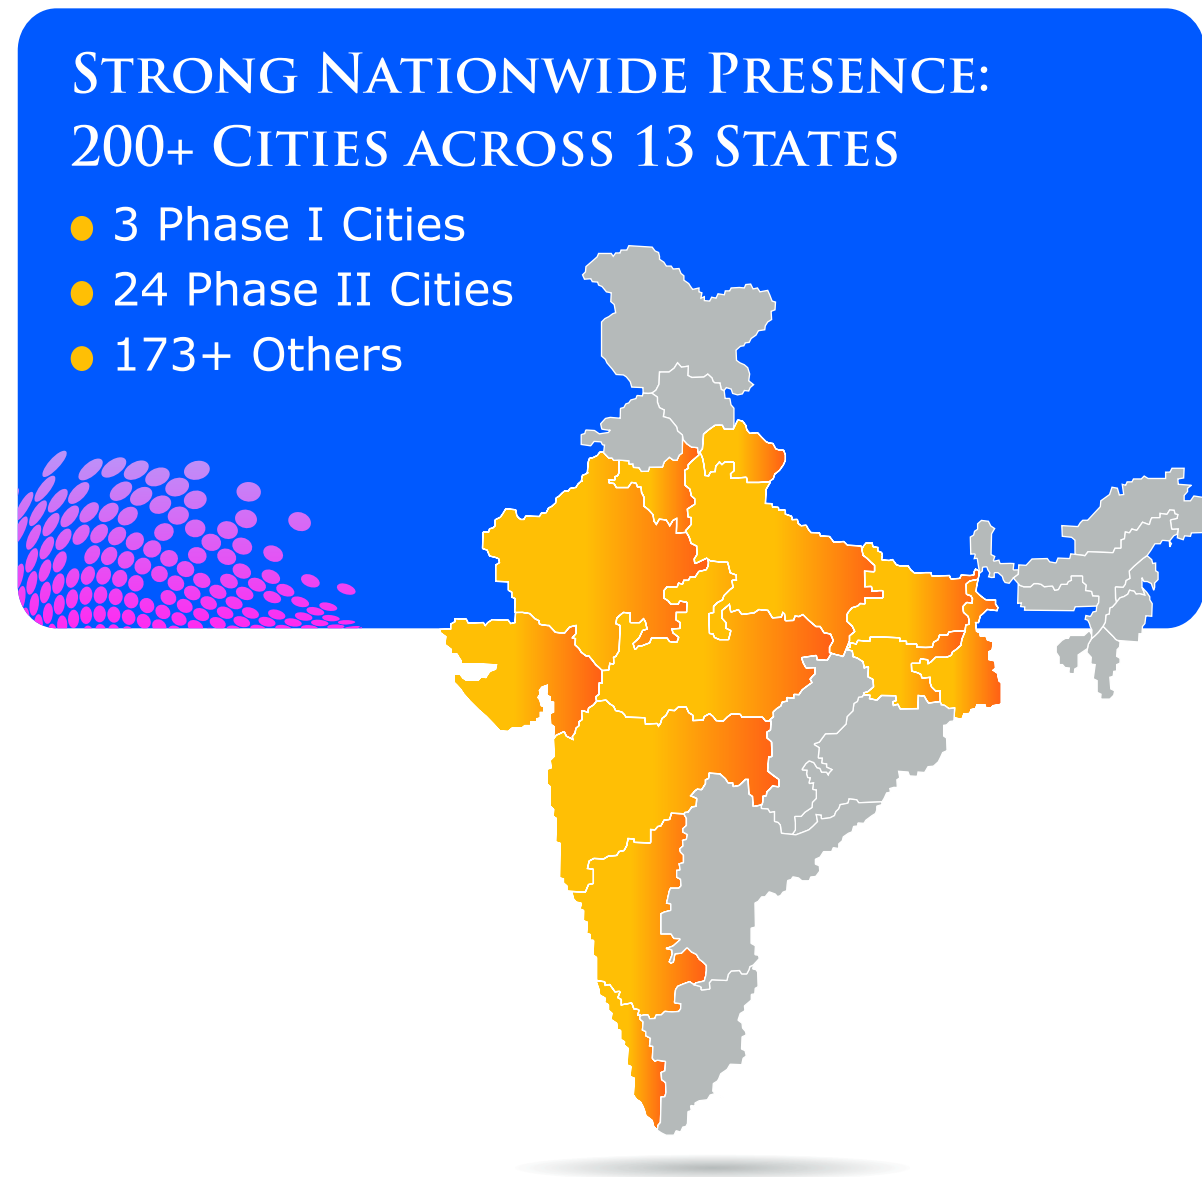 STRONG NATIONWIDE PRESENCE:
200+ CITIES ACROSS 13 STATES
3 Phase I Cities
24 Phase II Cities
173+ Others